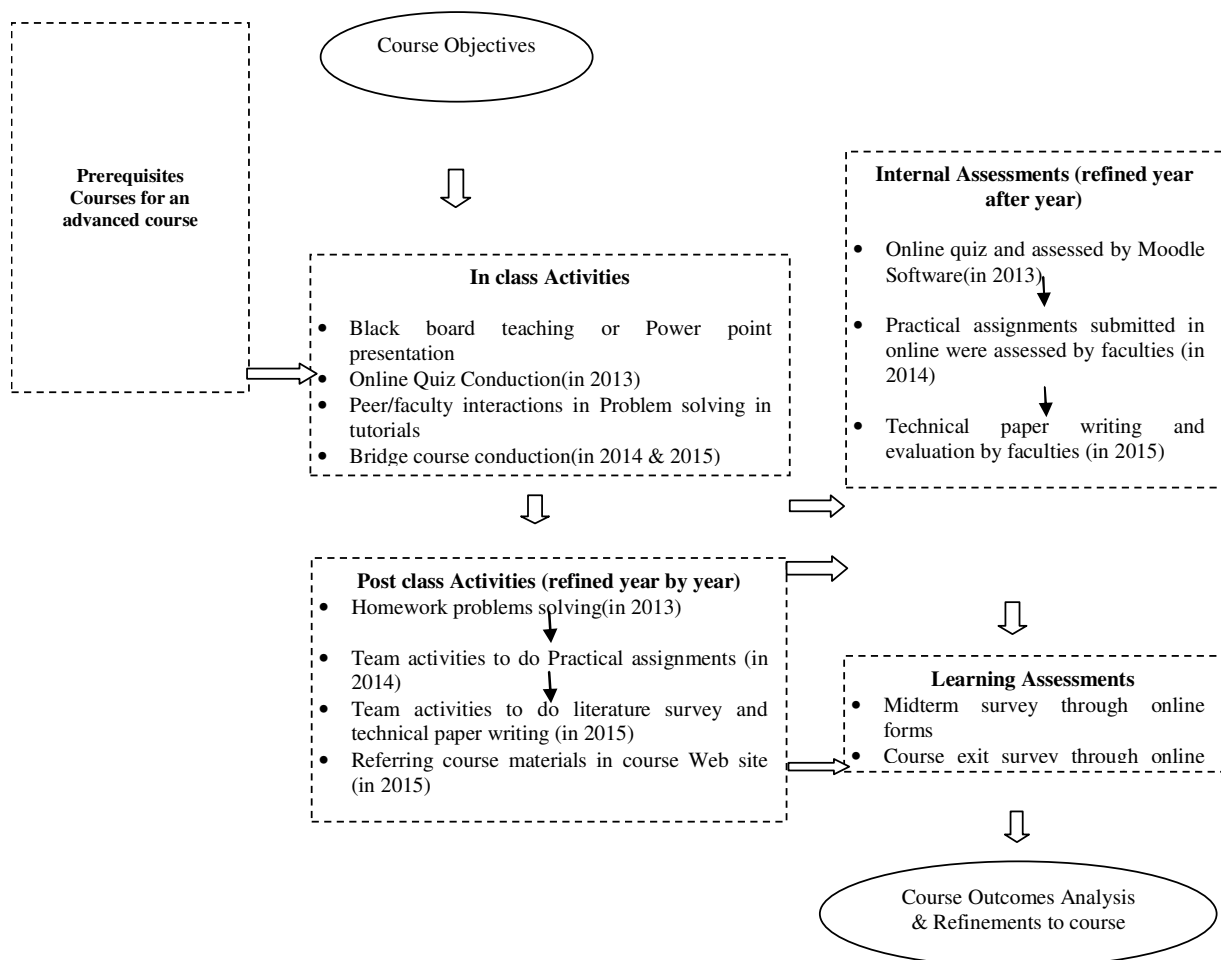 Course Objectives
Prerequisites
Courses for an
advanced course
In class Activities
• Black board teaching or Power point
presentation
• Online Quiz Conduction(in 2013)
• Peer/faculty interactions in Problem solving in
tutorials
• Bridge course conduction(in 2014 & 2015)
Post class Activities (refined year by year)
• Homework problems solving(in 2013)
• Team activities to do Practical assignments (in
2014)
• Team activities to do literature survey and
technical paper writing (in 2015)
• Referring course materials in course Web site
(in 2015)
Internal Assessments (refined year
after year)
• Online quiz and assessed by Moodle
Software(in 2013)
• Practical assignments submitted in
online were assessed by faculties (in
2014)
• Technical paper writing and
evaluation by faculties (in 2015)
Learning Assessments
• Midterm survey through online
forms
• Course exit survey through online
Course Outcomes Analysis
& Refinements to course